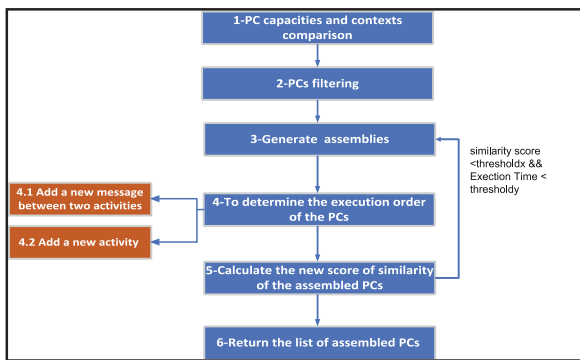 1-PC capacities and contexts
comparison
2-PCs filtering
3-Generate assemblies
similarity score
<thresholdx &&
Exection Time <
thresholdy
4.1 Add a new message
between two activities
4-To determine the execution order
of the PCs
4.2 Add a new activity
5-Calculate the new score of similarity
of the assembled PCs
6-Return the list of assembled PCs